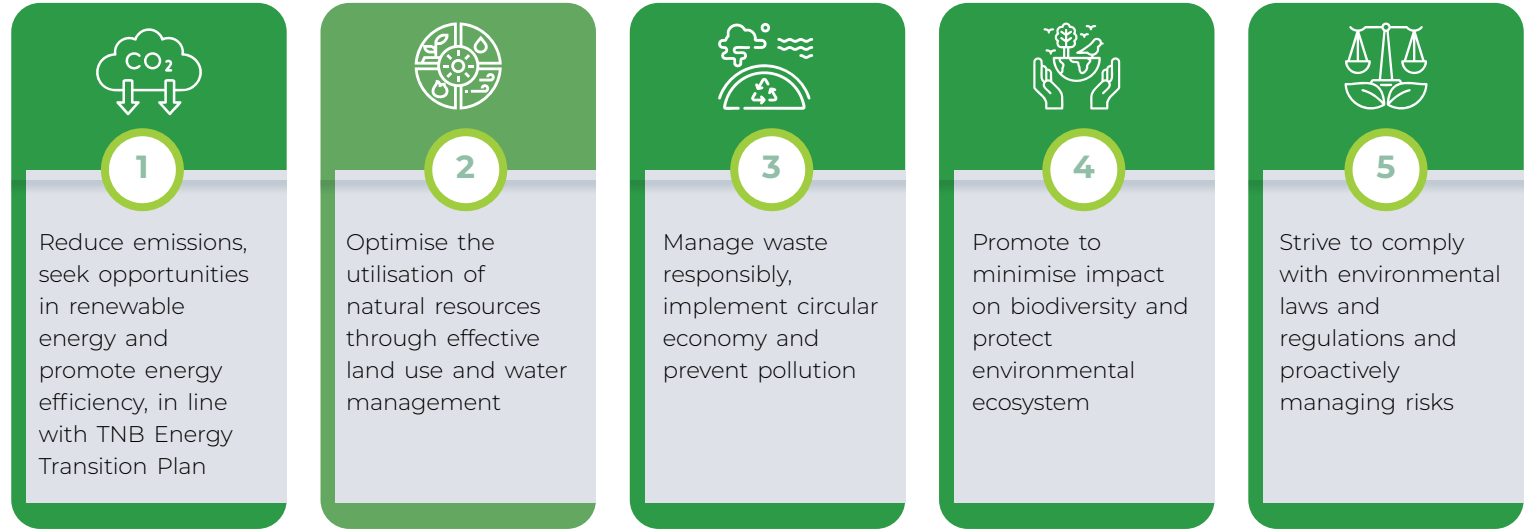 CO2
1
Reduce emissions,
seek opportunities
in renewable
energy and
promote energy
efficiency, in line
with TNB Energy
Transition Plan
2
Optimise the
utilisation of
natural resources
through effective
land use and water
management
3
Manage waste
responsibly,
implement circular
economy and
prevent pollution
4
Promote to
minimise impact
on biodiversity and
protect
environmental
ecosystem
5
Strive to comply
with environmental
laws and
regulations and
proactively
managing risks